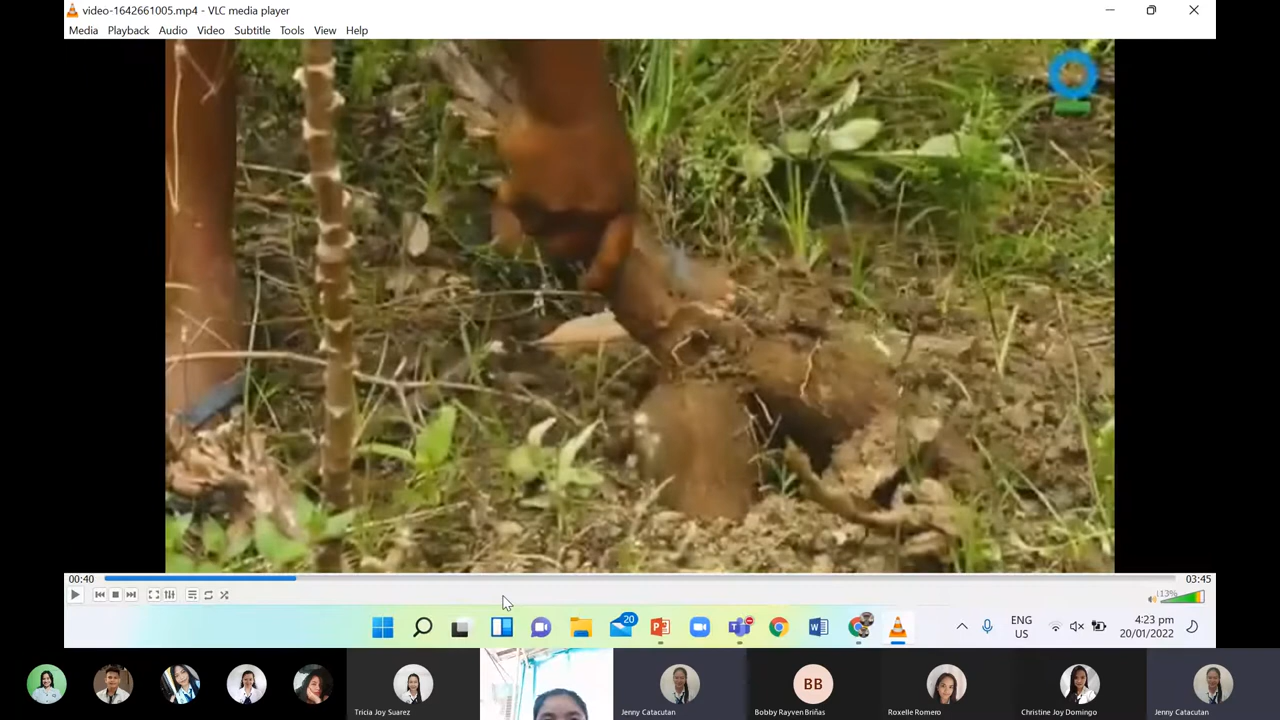 video-1642661005.mp4 - VLC media player
Media Playback Audio Video Subtitle Tools View Help
00:40
03:45
113%
20
ENG
US
4:23 pm
20/01/2022
Tricia Joy Suarez
Jenny Catacutan
BB
Bobby Rayven Briñas
Roxelle Romero
Christine Joy Domingo
Jenny Catacutan